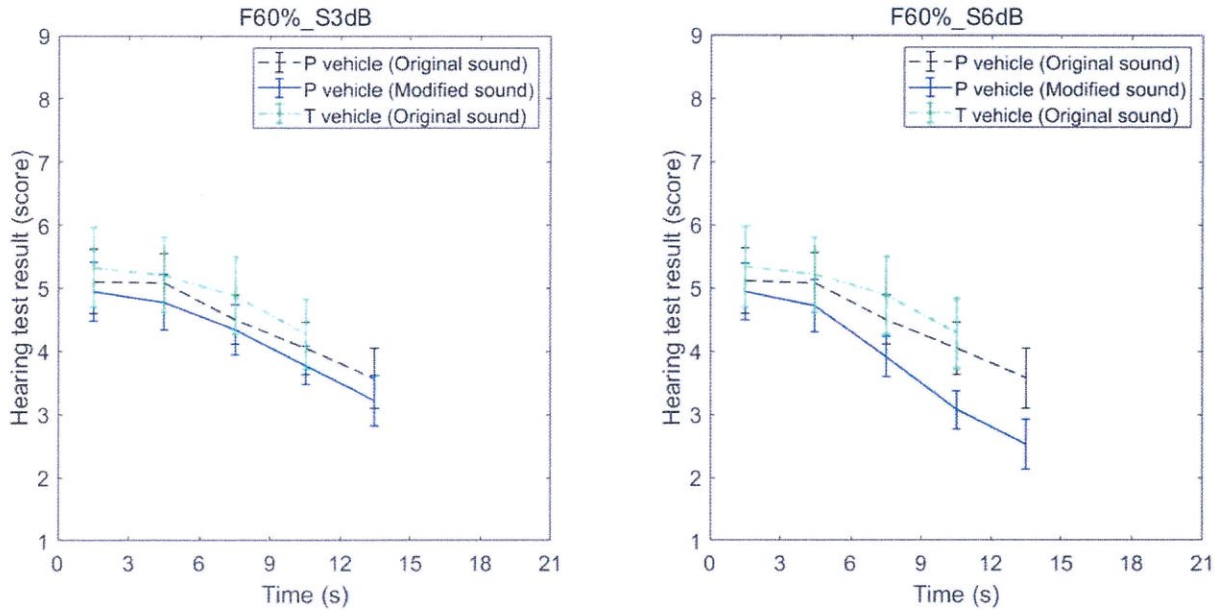 F60%_S3dB
9
8
7
6
5
4
3
2
1
0
3
6
9
12
15
18
21
Hearing test result (score)
Time (s)
P vehicle (Original sound)
P vehicle (Modified sound)
T vehicle (Original sound)
F60%_S6dB
9
8
7
6
5
4
3
2
1
0
3
6
9
12
15
18
21
Hearing test result (score)
Time (s)
P vehicle (Original sound)
P vehicle (Modified sound)
T vehicle (Original sound)